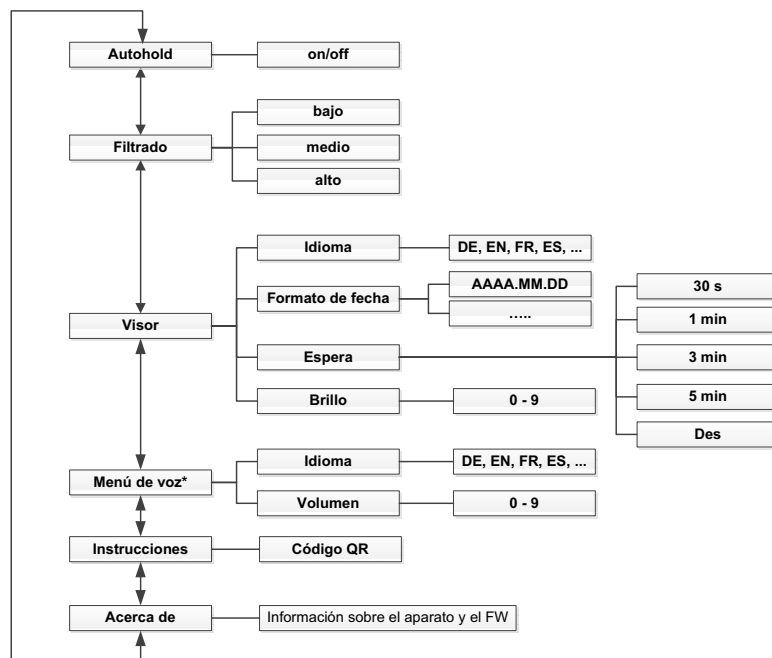 Autohold
on/off
Filtrado
bajo
medio
alto
Visor
Idioma
DE, EN, FR, ES, ...
Formato de fecha
AAAA.MM.DD
.....
Espera
30 s
1 min
3 min
5 min
Des
Brillo
0 - 9
Menú de voz*
Idioma
DE, EN, FR, ES, ...
Volumen
0 - 9
Instrucciones
Código QR
Acerca de
Información sobre el aparato y el FW